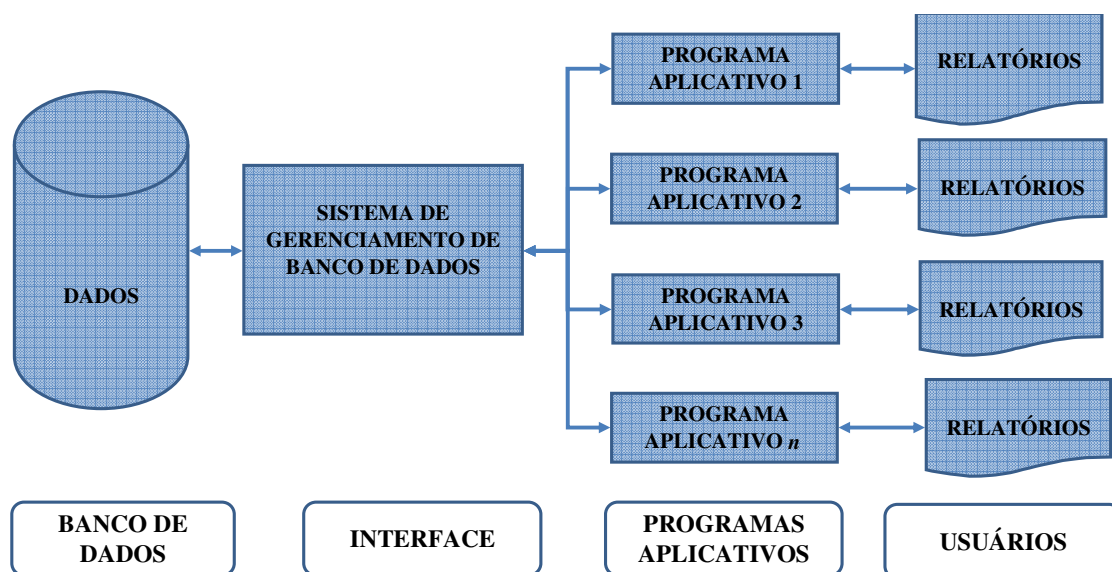 DADOS
SISTEMA DE
GERENCIAMENTO DE
BANCO DE DADOS
PROGRAMA
APLICATIVO 1
RELATÓRIOS
PROGRAMA
APLICATIVO 2
RELATÓRIOS
PROGRAMA
APLICATIVO 3
RELATÓRIOS
PROGRAMA
APLICATIVO n
RELATÓRIOS
BANCO DE
DADOS
INTERFACE
PROGRAMAS
APLICATIVOS
USUÁRIOS